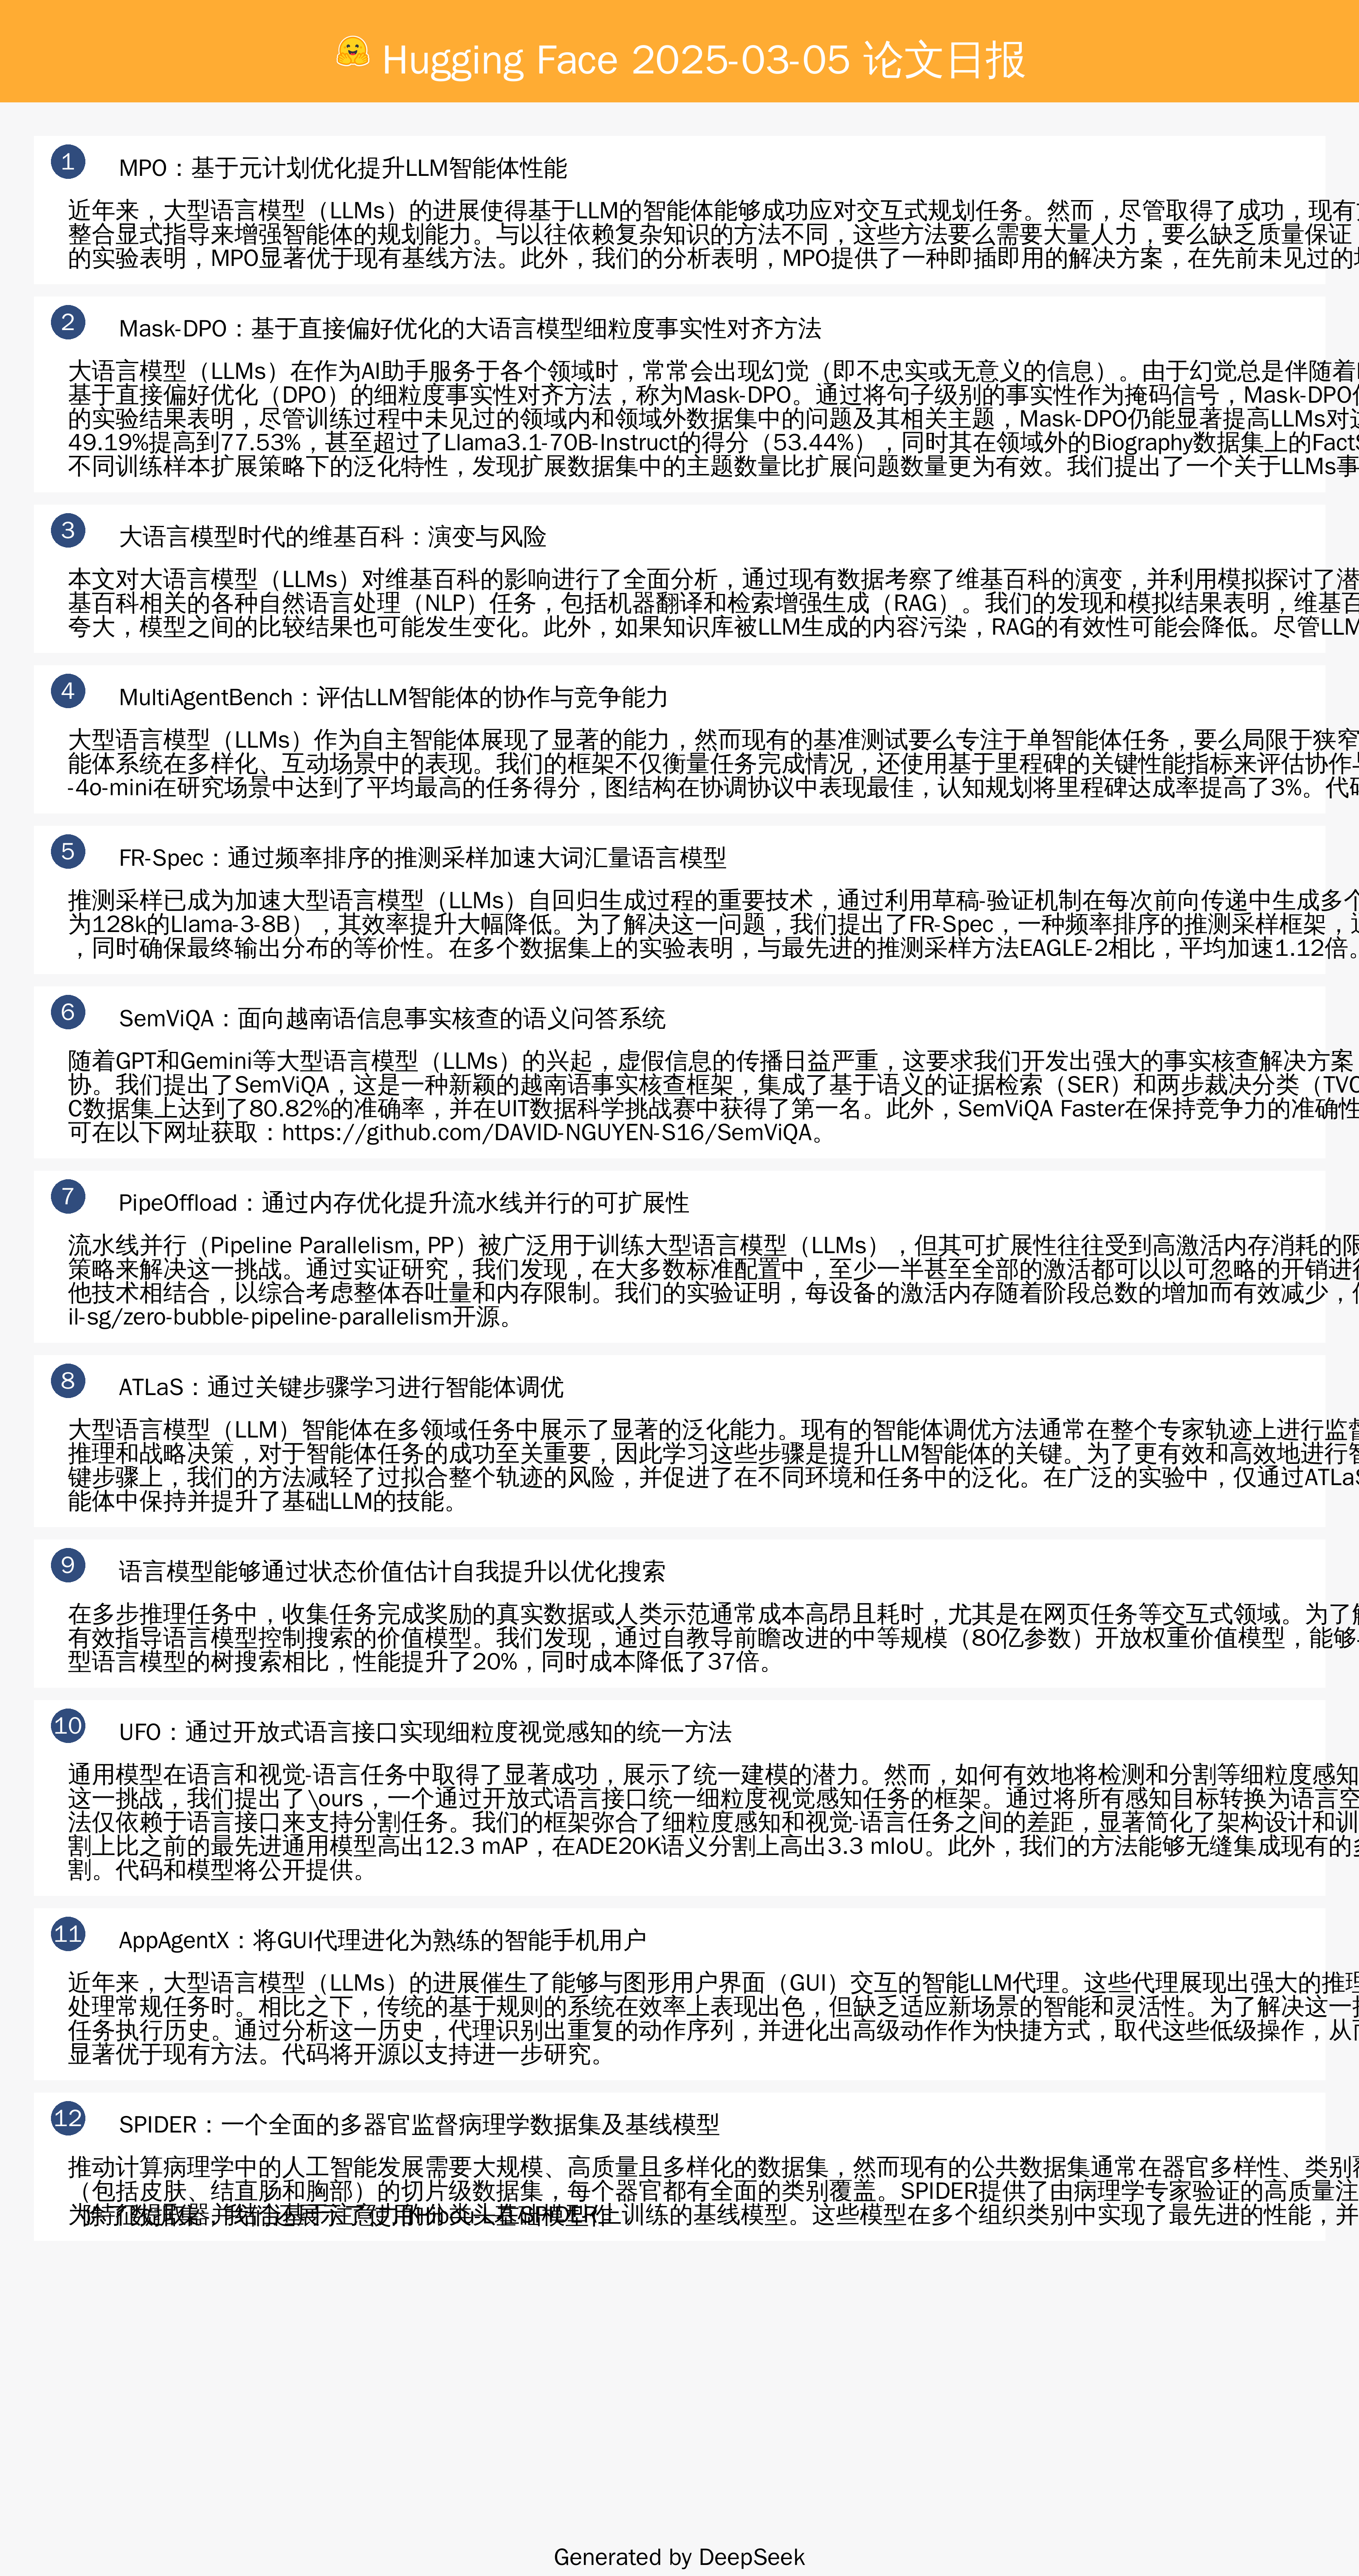 Hugging Face 2025-03-05 论文日报
1
MPO：基于元计划优化提升LLM智能体性能
近年来，大型语言模型（LLMs）的进展使得基于LLM的智能体能够成功应对交互式规划任务。然而，尽管取得了成功，现有
整合显式指导来增强智能体的规划能力。与以往依赖复杂知识的方法不同，这些方法要么需要大量人力，要么缺乏质量保证
的实验表明，MPO显著优于现有基线方法。此外，我们的分析表明，MPO提供了一种即插即用的解决方案，在先前未见过的
2
Mask-DPO：基于直接偏好优化的大语言模型细粒度事实性对齐方法
大语言模型（LLMs）在作为AI助手服务于各个领域时，常常会出现幻觉（即不忠实或无意义的信息）。由于幻觉总是伴随着
基于直接偏好优化（DPO）的细粒度事实性对齐方法，称为Mask-DPO。通过将句子级别的事实性作为掩码信号，Mask-DPO
的实验结果表明，尽管训练过程中未见过的领域内和领域外数据集中的问题及其相关主题，Mask-DPO仍能显著提高LLMs对
49.19%提高到77.53%，甚至超过了Llama3.1-70B-Instruct的得分（53.44%），同时其在领域外的Biography数据集上的FactS
不同训练样本扩展策略下的泛化特性，发现扩展数据集中的主题数量比扩展问题数量更为有效。我们提出了一个关于LLMs事
3
大语言模型时代的维基百科：演变与风险
本文对大语言模型（LLMs）对维基百科的影响进行了全面分析，通过现有数据考察了维基百科的演变，并利用模拟探讨了潜
基百科相关的各种自然语言处理（NLP）任务，包括机器翻译和检索增强生成（RAG）。我们的发现和模拟结果表明，维基百
夸大，模型之间的比较结果也可能发生变化。此外，如果知识库被LLM生成的内容污染，RAG的有效性可能会降低。尽管LLM
4
MultiAgentBench：评估LLM智能体的协作与竞争能力
大型语言模型（LLMs）作为自主智能体展现了显著的能力，然而现有的基准测试要么专注于单智能体任务，要么局限于狭窄
能体系统在多样化、互动场景中的表现。我们的框架不仅衡量任务完成情况，还使用基于里程碑的关键性能指标来评估协作与
-4o-mini在研究场景中达到了平均最高的任务得分，图结构在协调协议中表现最佳，认知规划将里程碑达成率提高了3%。代码
5
FR-Spec：通过频率排序的推测采样加速大词汇量语言模型
推测采样已成为加速大型语言模型（LLMs）自回归生成过程的重要技术，通过利用草稿-验证机制在每次前向传递中生成多个
为128k的Llama-3-8B），其效率提升大幅降低。为了解决这一问题，我们提出了FR-Spec，一种频率排序的推测采样框架，
，同时确保最终输出分布的等价性。在多个数据集上的实验表明，与最先进的推测采样方法EAGLE-2相比，平均加速1.12倍。
6
SemViQA：面向越南语信息事实核查的语义问答系统
随着GPT和Gemini等大型语言模型（LLMs）的兴起，虚假信息的传播日益严重，这要求我们开发出强大的事实核查解决方案
协。我们提出了SemViQA，这是一种新颖的越南语事实核查框架，集成了基于语义的证据检索（SER）和两步裁决分类（TVC
C数据集上达到了80.82%的准确率，并在UIT数据科学挑战赛中获得了第一名。此外，SemViQA Faster在保持竞争力的准确性
可在以下网址获取：https://github.com/DAVID-NGUYEN-S16/SemViQA。
7
PipeOffload：通过内存优化提升流水线并行的可扩展性
流水线并行（Pipeline Parallelism, PP）被广泛用于训练大型语言模型（LLMs），但其可扩展性往往受到高激活内存消耗的限
策略来解决这一挑战。通过实证研究，我们发现，在大多数标准配置中，至少一半甚至全部的激活都可以以可忽略的开销进行
他技术相结合，以综合考虑整体吞吐量和内存限制。我们的实验证明，每设备的激活内存随着阶段总数的增加而有效减少，
il-sg/zero-bubble-pipeline-parallelism开源。
8
ATLaS：通过关键步骤学习进行智能体调优
大型语言模型（LLM）智能体在多领域任务中展示了显著的泛化能力。现有的智能体调优方法通常在整个专家轨迹上进行监督
推理和战略决策，对于智能体任务的成功至关重要，因此学习这些步骤是提升LLM智能体的关键。为了更有效和高效地进行智
键步骤上，我们的方法减轻了过拟合整个轨迹的风险，并促进了在不同环境和任务中的泛化。在广泛的实验中，仅通过ATLaS
能体中保持并提升了基础LLM的技能。
9
语言模型能够通过状态价值估计自我提升以优化搜索
在多步推理任务中，收集任务完成奖励的真实数据或人类示范通常成本高昂且耗时，尤其是在网页任务等交互式领域。为了解
有效指导语言模型控制搜索的价值模型。我们发现，通过自教导前瞻改进的中等规模（80亿参数）开放权重价值模型，能够
型语言模型的树搜索相比，性能提升了20%，同时成本降低了37倍。
10
UFO：通过开放式语言接口实现细粒度视觉感知的统一方法
通用模型在语言和视觉-语言任务中取得了显著成功，展示了统一建模的潜力。然而，如何有效地将检测和分割等细粒度感知
这一挑战，我们提出了\ours，一个通过开放式语言接口统一细粒度视觉感知任务的框架。通过将所有感知目标转换为语言空
法仅依赖于语言接口来支持分割任务。我们的框架弥合了细粒度感知和视觉-语言任务之间的差距，显著简化了架构设计和训
割上比之前的最先进通用模型高出12.3 mAP，在ADE20K语义分割上高出3.3 mIoU。此外，我们的方法能够无缝集成现有的多
割。代码和模型将公开提供。
11
AppAgentX：将GUI代理进化为熟练的智能手机用户
近年来，大型语言模型（LLMs）的进展催生了能够与图形用户界面（GUI）交互的智能LLM代理。这些代理展现出强大的推理
处理常规任务时。相比之下，传统的基于规则的系统在效率上表现出色，但缺乏适应新场景的智能和灵活性。为了解决这一挑
任务执行历史。通过分析这一历史，代理识别出重复的动作序列，并进化出高级动作作为快捷方式，取代这些低级操作，从而
显著优于现有方法。代码将开源以支持进一步研究。
12
SPIDER：一个全面的多器官监督病理学数据集及基线模型
推动计算病理学中的人工智能发展需要大规模、高质量且多样化的数据集，然而现有的公共数据集通常在器官多样性、类别覆
（包括皮肤、结直肠和胸部）的切片级数据集，每个器官都有全面的类别覆盖。SPIDER提供了由病理学专家验证的高质量注
除了数据集，我们还展示了使用Hibou-L基础模型作
为特征提取器并结合基于注意力的分类头在SPIDER上训练的基线模型。这些模型在多个组织类别中实现了最先进的性能，并
Generated by DeepSeek